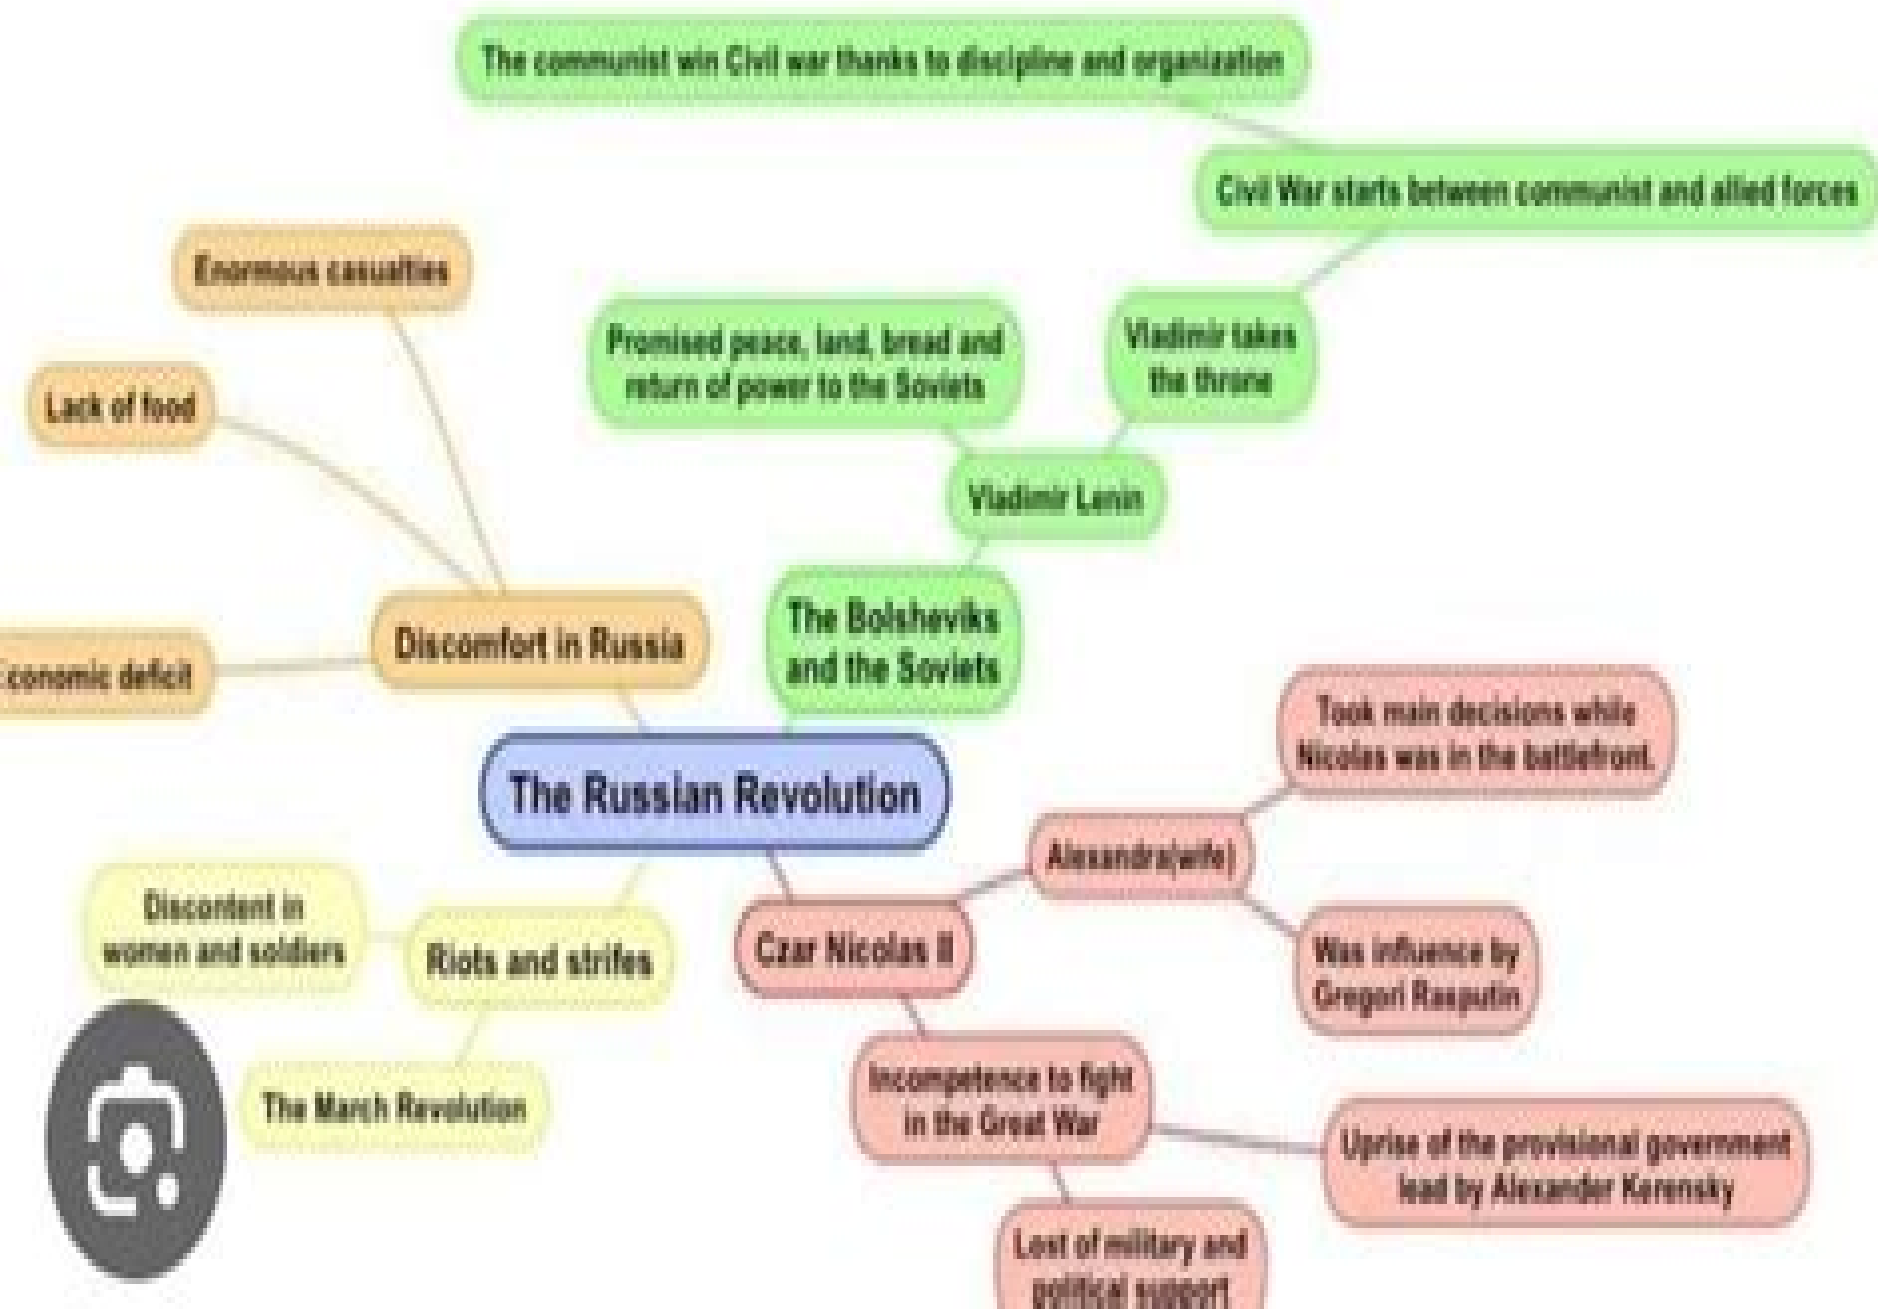 The communist win Civil war thanks to discipline and organization
Civil War starts between communist and allied forces
Enormous casualties
Promised peace, land, bread and
return of power to the Soviets
Vladimir takes
the throne
Lack of food
Vladimir Lenin
The Bolsheviks
and the Soviets
Discomfort in Russia
Economic deficit
Took main decisions while
Nicolas was in the battlefront.
The Russian Revolution
Alexandra(wife)
Discontent in
women and soldiers
Riots and strifes
Czar Nicolas II
Was influence by
Gregori Rasputin
The March Revolution
Incompetence to fight
in the Great War
Uprise of the provisional government
lead by Alexander Kerensky
Lost of military and
political support